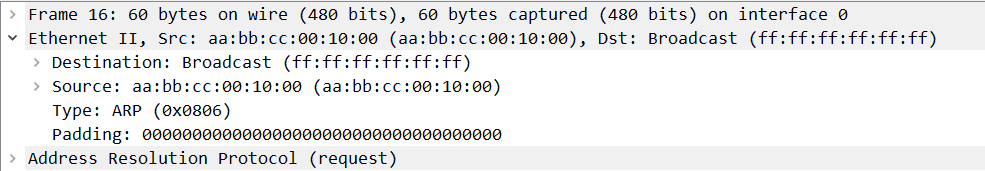 Frame 16: 60 bytes on wire (480 bits), 60 bytes captured (480 bits) on interface 0
Ethernet II, Src: aa:bb:cc:00:10:00 (aa:bb:cc:00:10:00), Dst: Broadcast (ff:ff:ff:ff:ff:ff)
Destination: Broadcast (ff:ff:ff:ff:ff:ff)
Source: aa:bb:cc:00:10:00 (aa:bb:cc:00:10:00)
Type: ARP (0x0806)
Padding: 000000000000000000000000000000000000
Address Resolution Protocol (request)